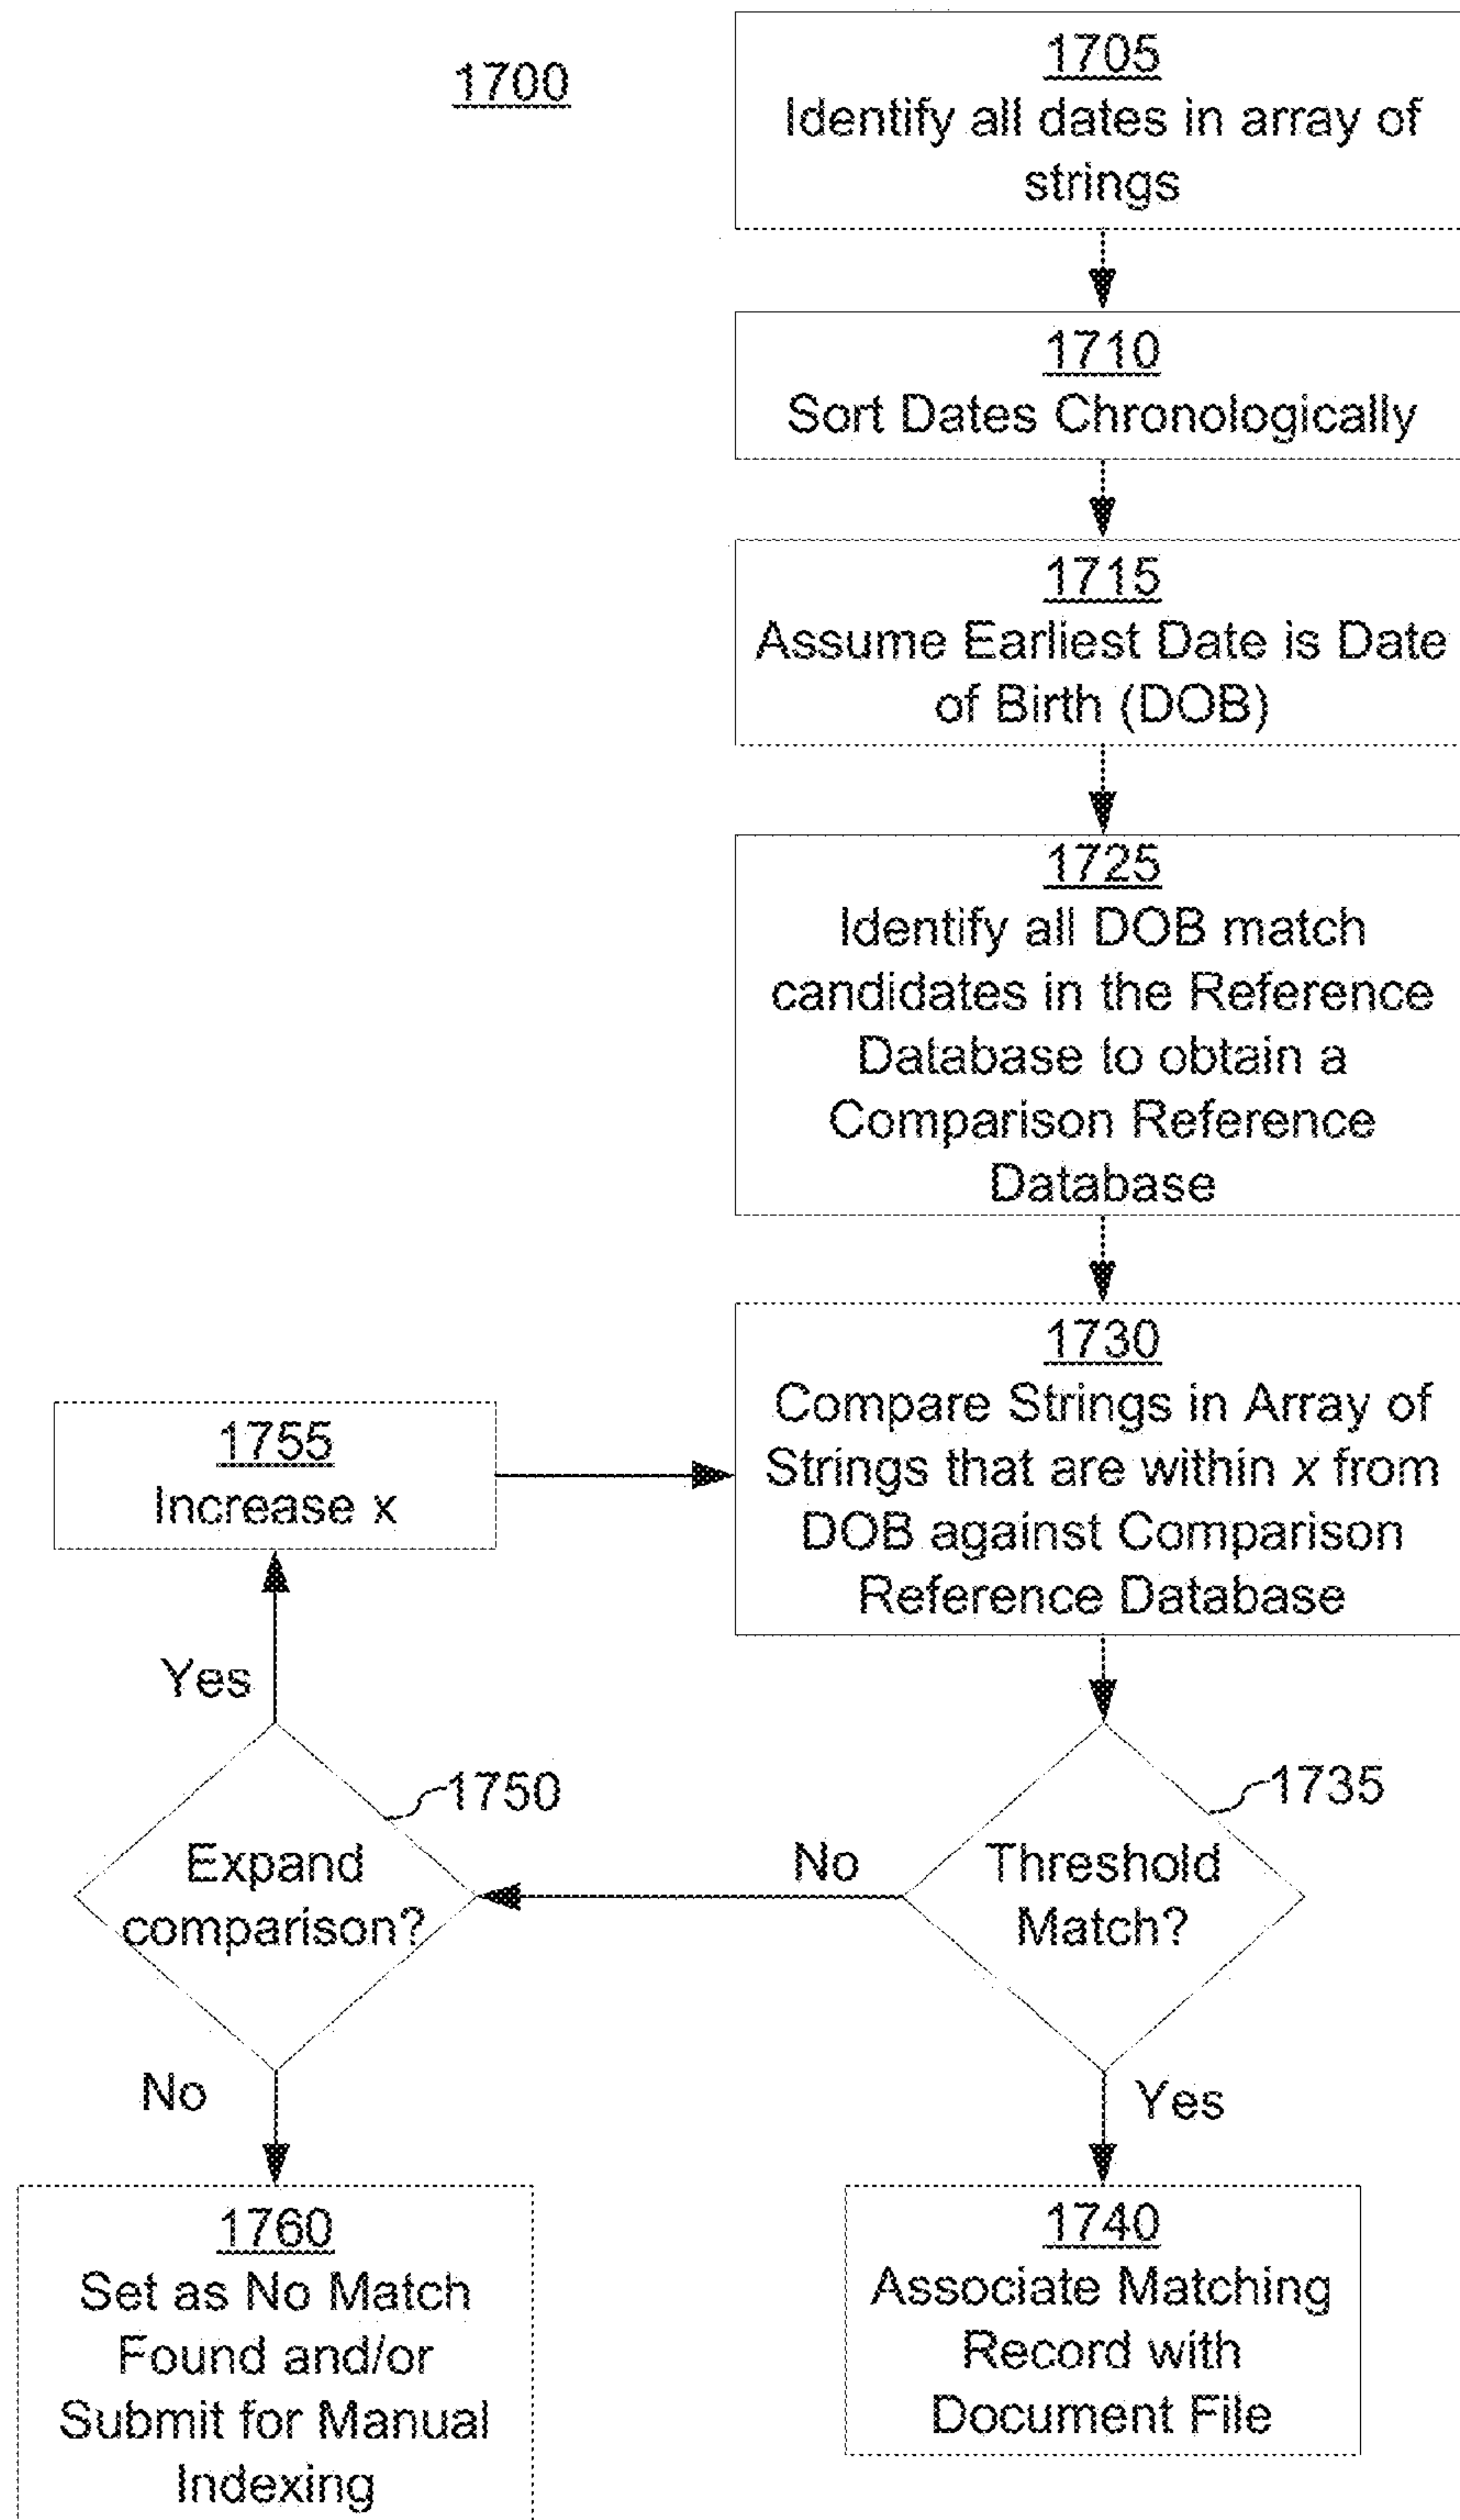 1700
1705
Identify all dates in array of
strings
1710
Sort Dates Chronologically
1715
Assume Earliest Date is Date
of Birth (DOB)
1725
Identify all DOB match
candidates in the Reference
Database to obtain a
Comparison Reference
Database
1730
Compare Strings in Array of
Strings that are within x from
DOB against Comparison
Reference Database
1755
Increase x
Yes
1750
Expand
comparison?
No
1735
Threshold
Match?
No
Yes
1760
Set as No Match
Found and/or
Submit for Manual
Indexing
1740
Associate Matching
Record with
Document File